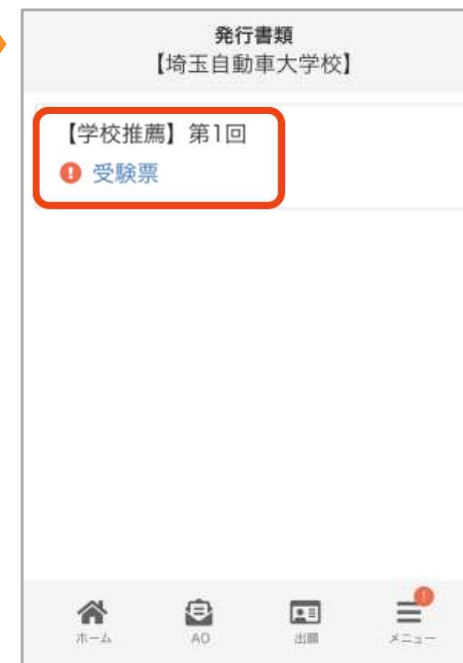 発行書類
【埼玉自動車大学校】
【学校推薦】第1回
受験票
ホーム
AO
出願
メニュー